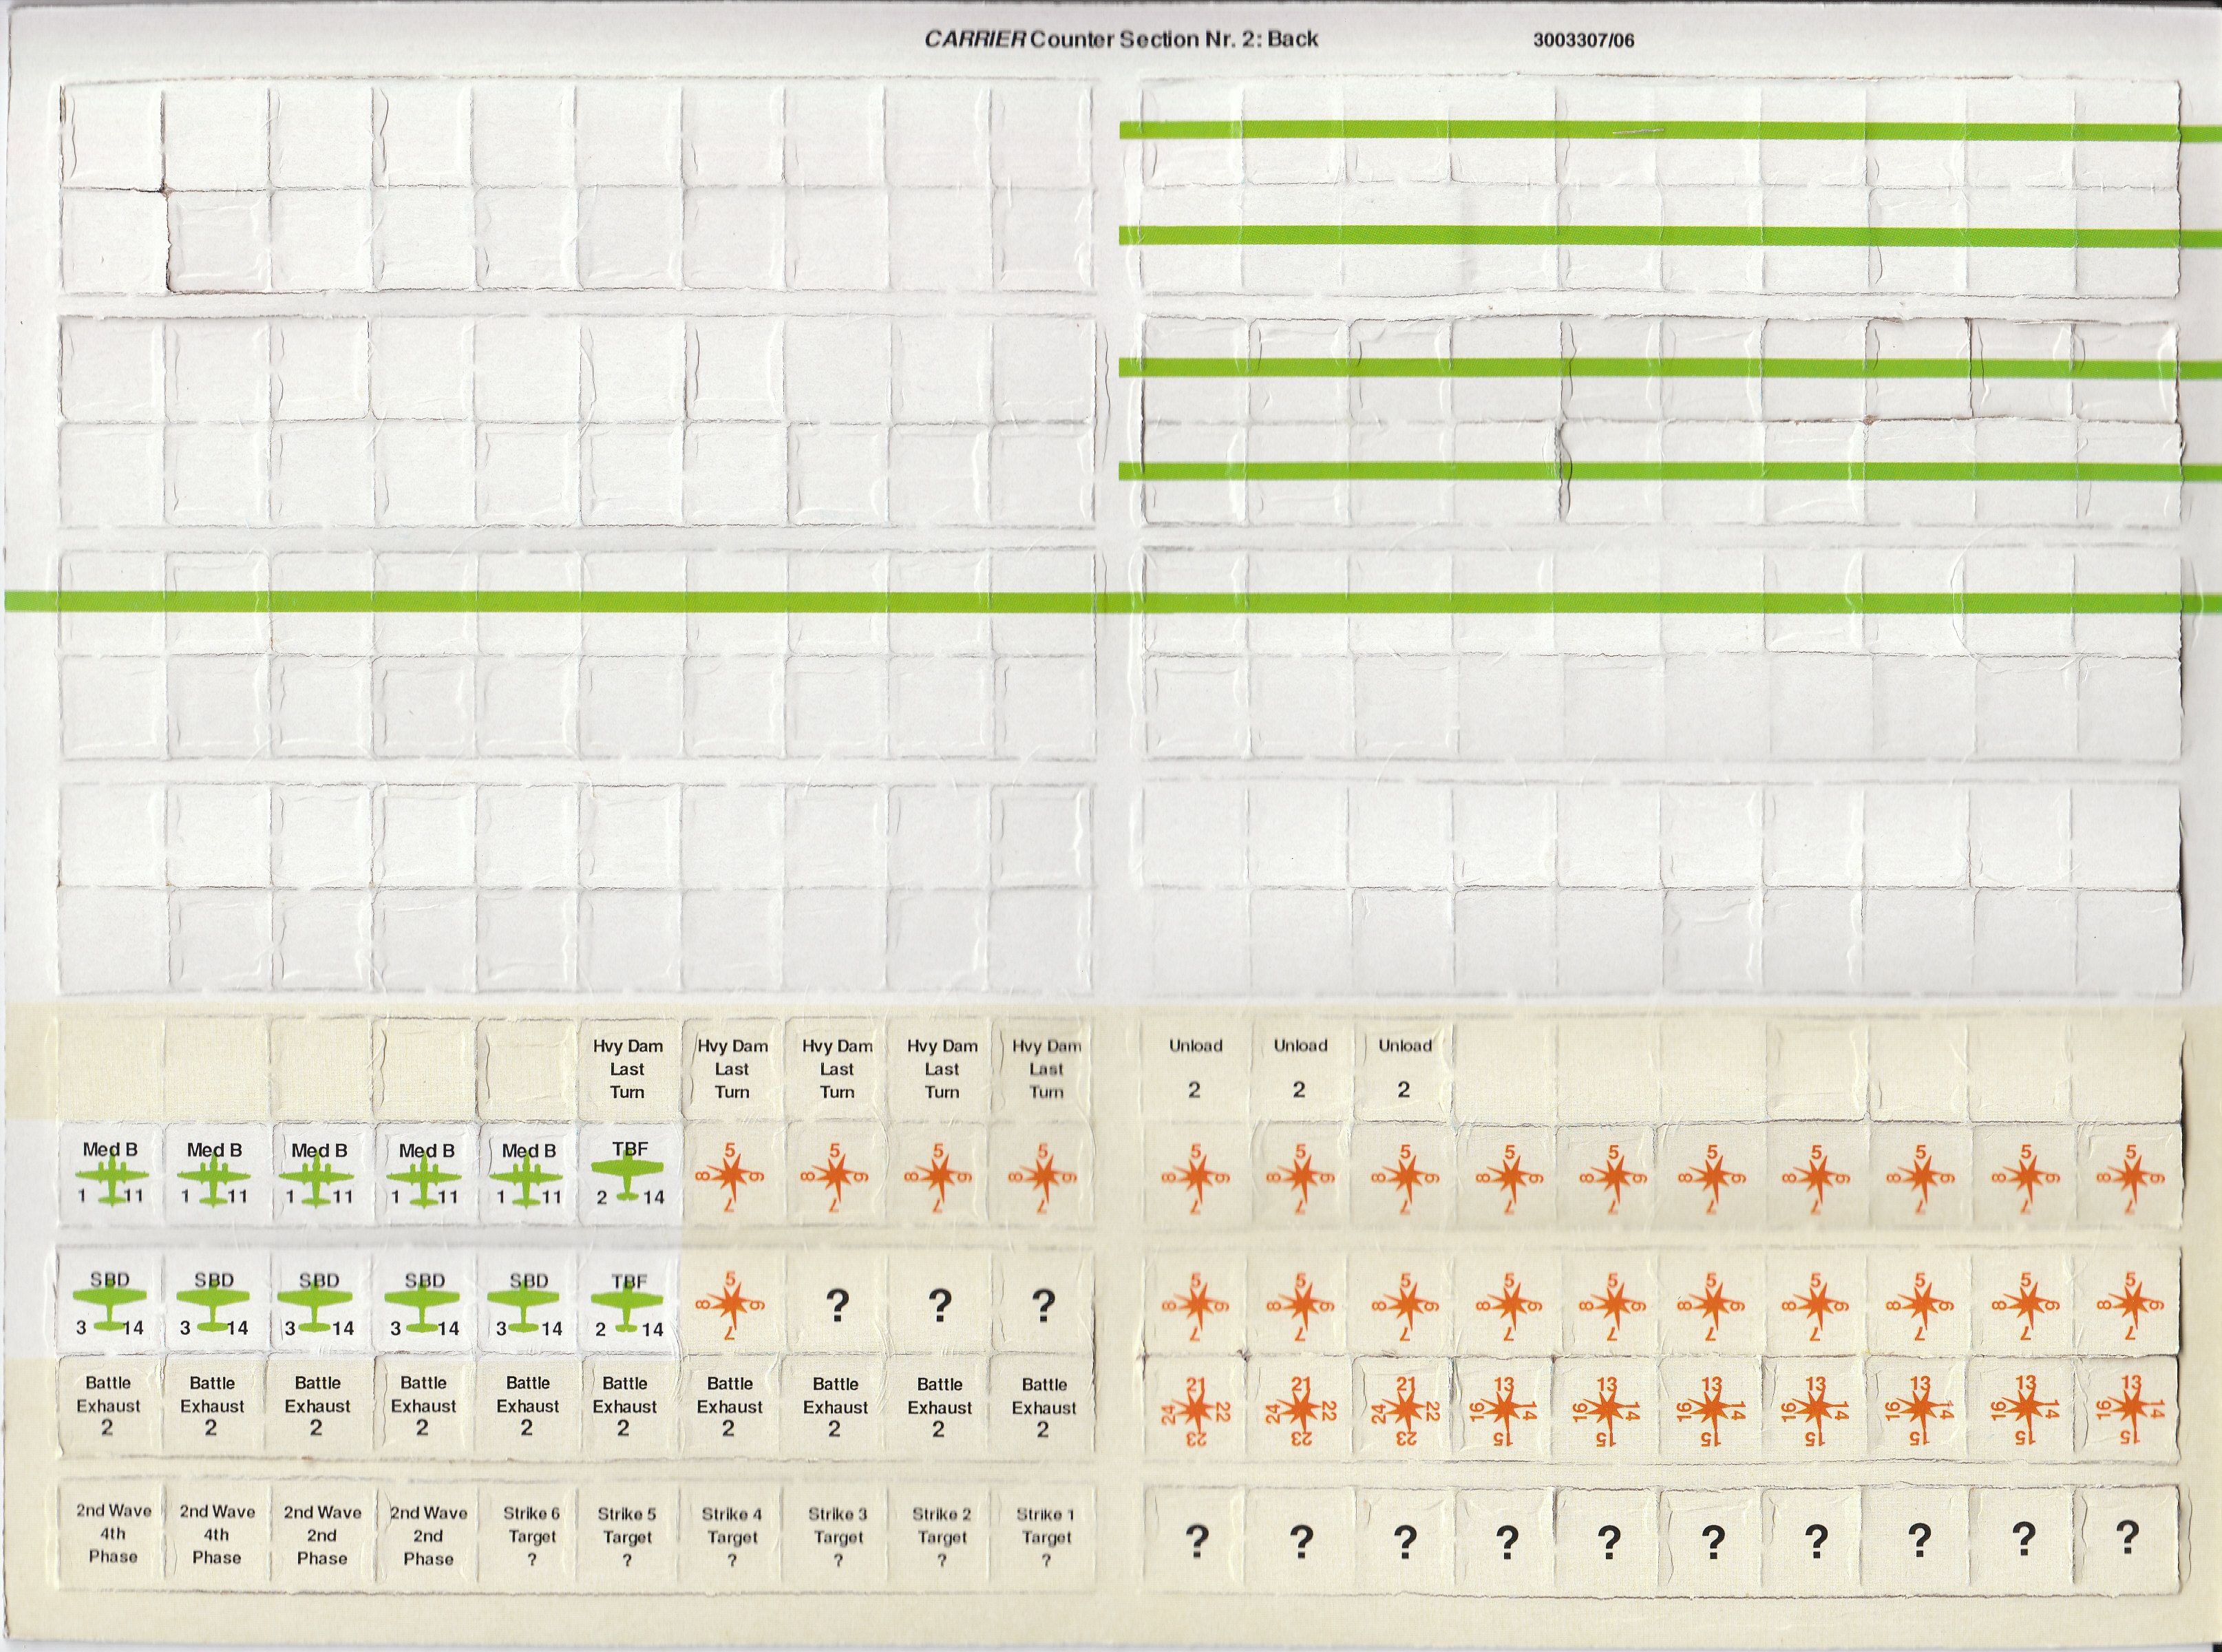 CARRIER Counter Section Nr. 2: Back 3003307/06
Hvy Dam Hvy Dam Hvy Dam Hvy Dam Hvy Dam Unload Unload Unload
Last Last Last Last Last
Turn Turn Turn Turn Turn 2 2 2
Med B Med B Med B Med B Med B TBF 5 5 5 5 5 5 5 5 5 5 5 5 5 5
8 6 8 6 8 6 8 6 8 6 8 6 8 6 8 6 8 6 8 6 8 6 8 6 8 6 8 6
1 11 1 11 1 11 1 11 1 11 2 14 7 7 7 7 7 7 7 7 7 7 7 7 7 7
SBD SBD SBD SBD SBD TBF 5 5 5 5 5 5 5 5 5 5 5
8 6 ? ? ? 8 6 8 6 8 6 8 6 8 6 8 6 8 6 8 6 8 6 8 6
3 14 3 14 3 14 3 14 3 14 2 14 7 7 7 7 7 7 7 7 7 7 7
Battle Battle Battle Battle Battle Battle Battle Battle Battle Battle 21 21 21 13 13 13 13 13 13 13
Exhaust Exhaust Exhaust Exhaust Exhaust Exhaust Exhaust Exhaust Exhaust Exhaust 24 22 24 22 24 22 16 14 16 14 16 14 16 14 16 14 16 14 16 14
2 2 2 2 2 2 2 2 2 2 23 23 23 15 15 15 15 15 15 15
2nd Wave 2nd Wave 2nd Wave 2nd Wave Strike 6 Strike 5 Strike 4 Strike 3 Strike 2 Strike 1
4th 4th 2nd 2nd Target Target Target Target Target Target ? ? ? ? ? ? ? ? ? ?
Phase Phase Phase Phase ? ? ? ? ? ?